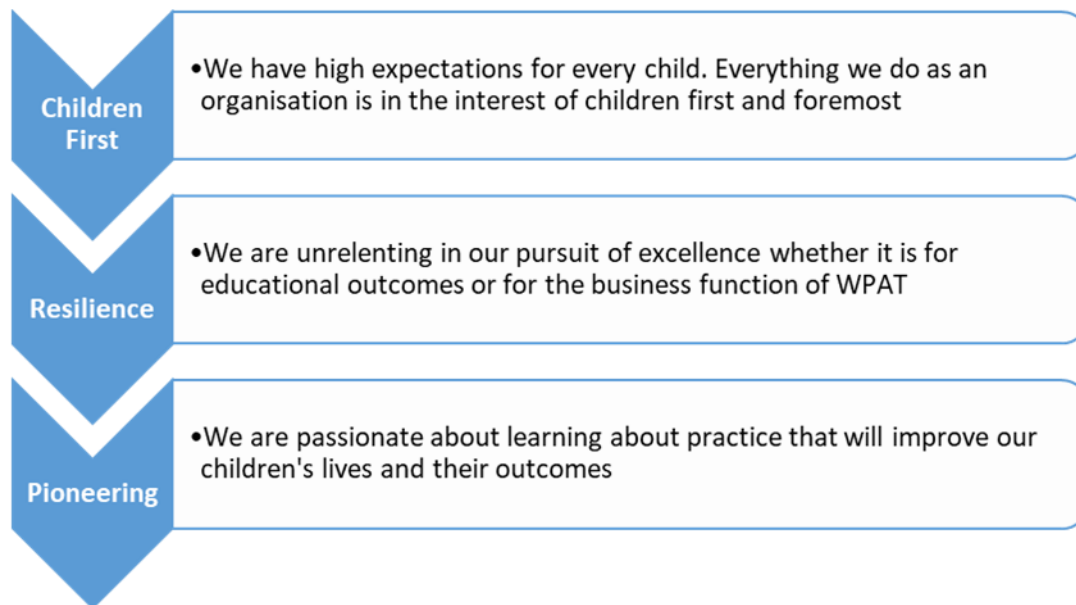 Children
First
•We have high expectations for every child. Everything we do as an
organisation is in the interest of children first and foremost
Resilience
•We are unrelenting in our pursuit of excellence whether it is for
educational outcomes or for the business function of WPAT
Pioneering
•We are passionate about learning about practice that will improve our
children's lives and their outcomes